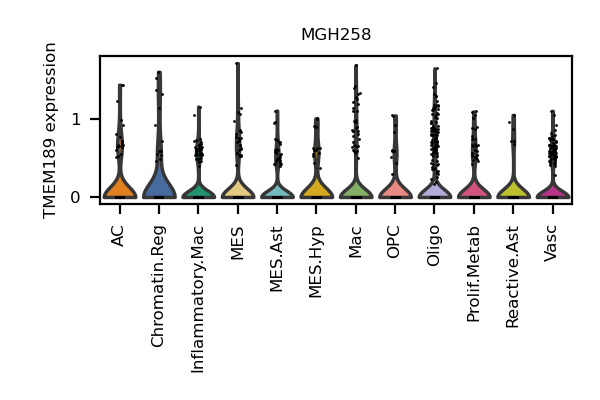 MGH258
TMEM189 expression
1
0
AC
Chromatin.Reg
Inflammatory.Mac
MES
MES.Ast
MES.Hyp
Mac
OPC
Oligo
Prolif.Metab
Reactive.Ast
Vasc